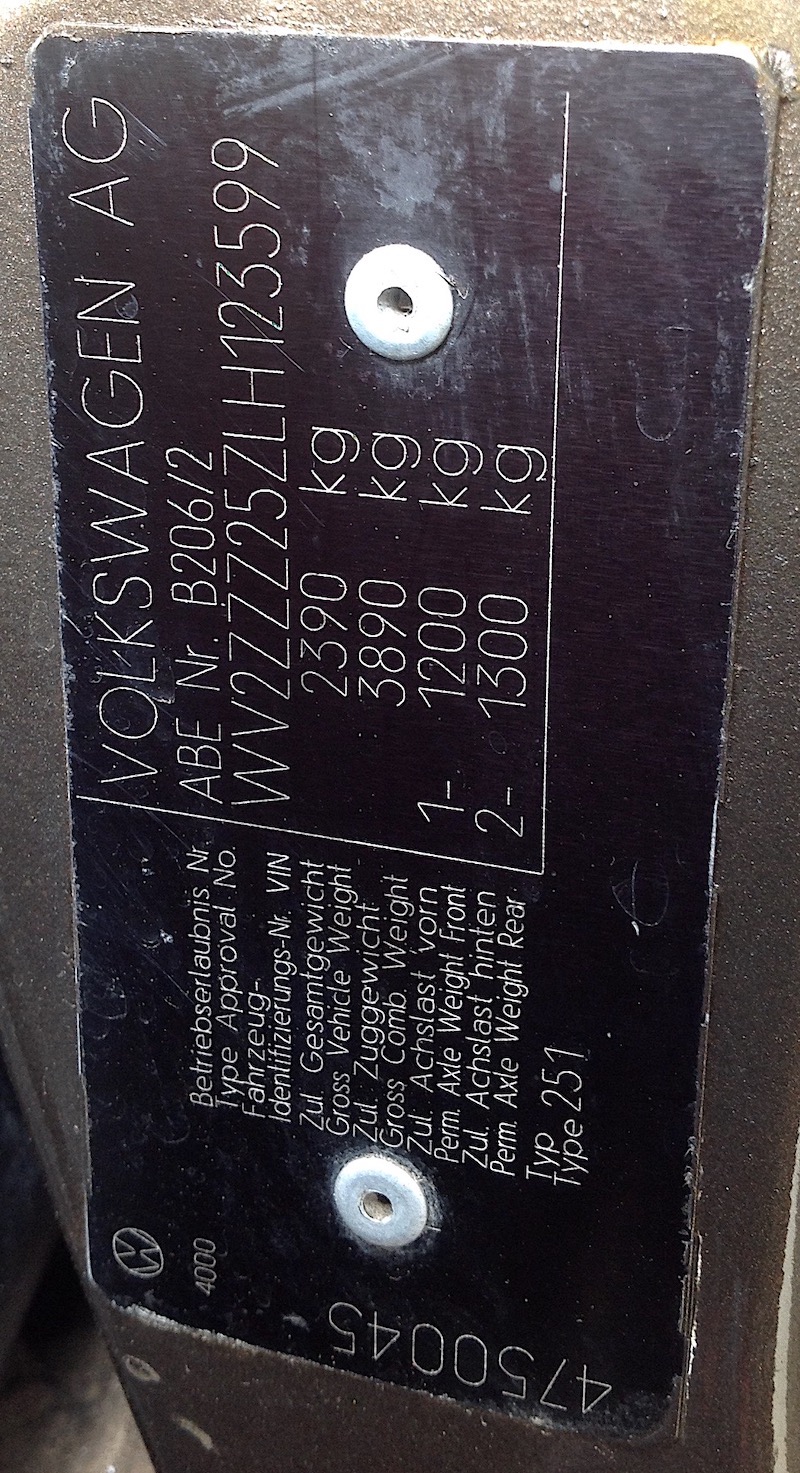 VOLKSWAGEN AG
Betriebserlaubnis Nr.
Type Approval No.
ABE Nr. B206/2
Fahrzeug-
Identifizierungs-Nr. VIN
WV2ZZZ25ZLH123599
Zul. Gesamtgewicht
Gross Vehicle Weight
2390 kg
Zul. Zuggewicht
Gross Comb. Weight
3890 kg
Zul. Achslast vorn
Perm. Axle Weight Front
1- 1200 kg
Zul. Achslast hinten
Perm. Axle Weight Rear
2- 1300 kg
Typ
Type 251
4000
4750045